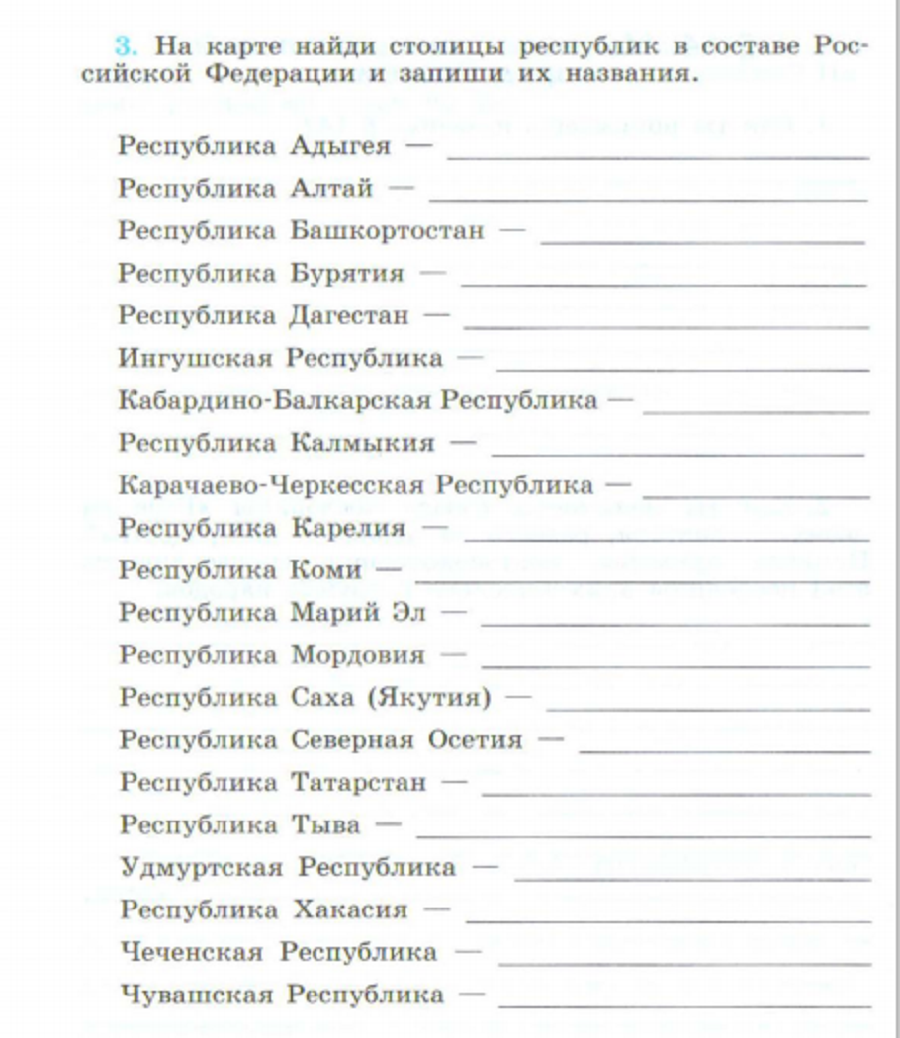 3. На карте найди столицы республик в составе Рос-
сийской Федерации и запиши их названия.
Республика Адыгея —
Республика Алтай —
Республика Башкортостан —
Республика Бурятия —
Республика Дагестан —
Ингушская Республика —
Кабардино-Балкарская Республика —
Республика Калмыкия —
Карачаево-Черкесская Республика —
Республика Карелия —
Республика Коми —
Республика Марий Эл —
Республика Мордовия —
Республика Саха (Якутия) —
Республика Северная Осетия —
Республика Татарстан —
Республика Тыва —
Удмуртская Республика —
Республика Хакасия —
Чеченская Республика —
Чувашская Республика —